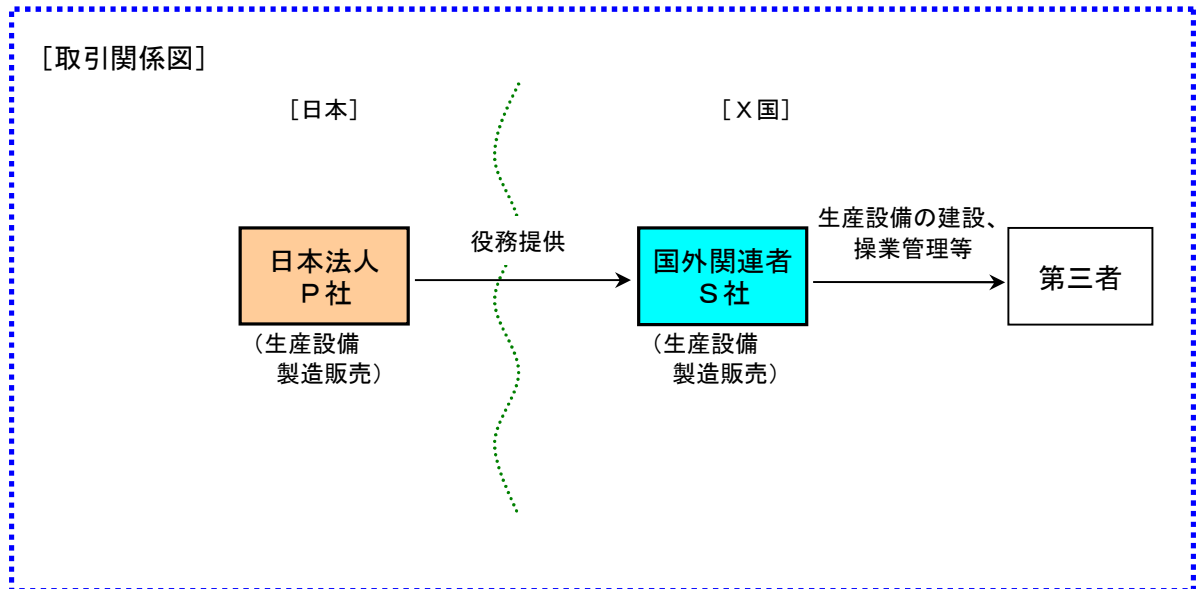 [取引関係図]
[日本]
[X国]
役務提供
生産設備の建設、
操業管理等
日本法人
P社
国外関連者
S社
第三者
(生産設備
製造販売)
(生産設備
製造販売)